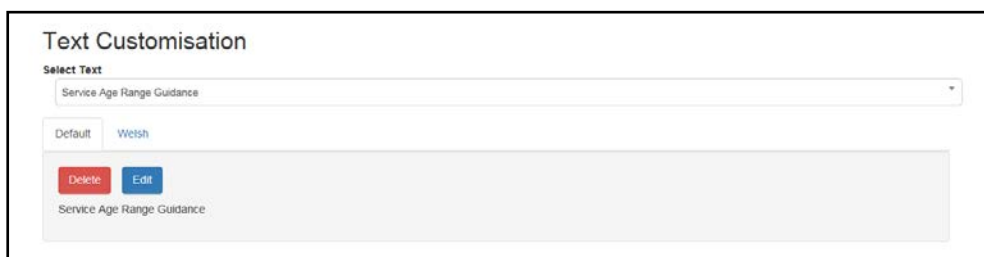 Text Customisation
Select Text
Service Age Range Guidance
Default Welsh
Delete Edit
Service Age Range Guidance